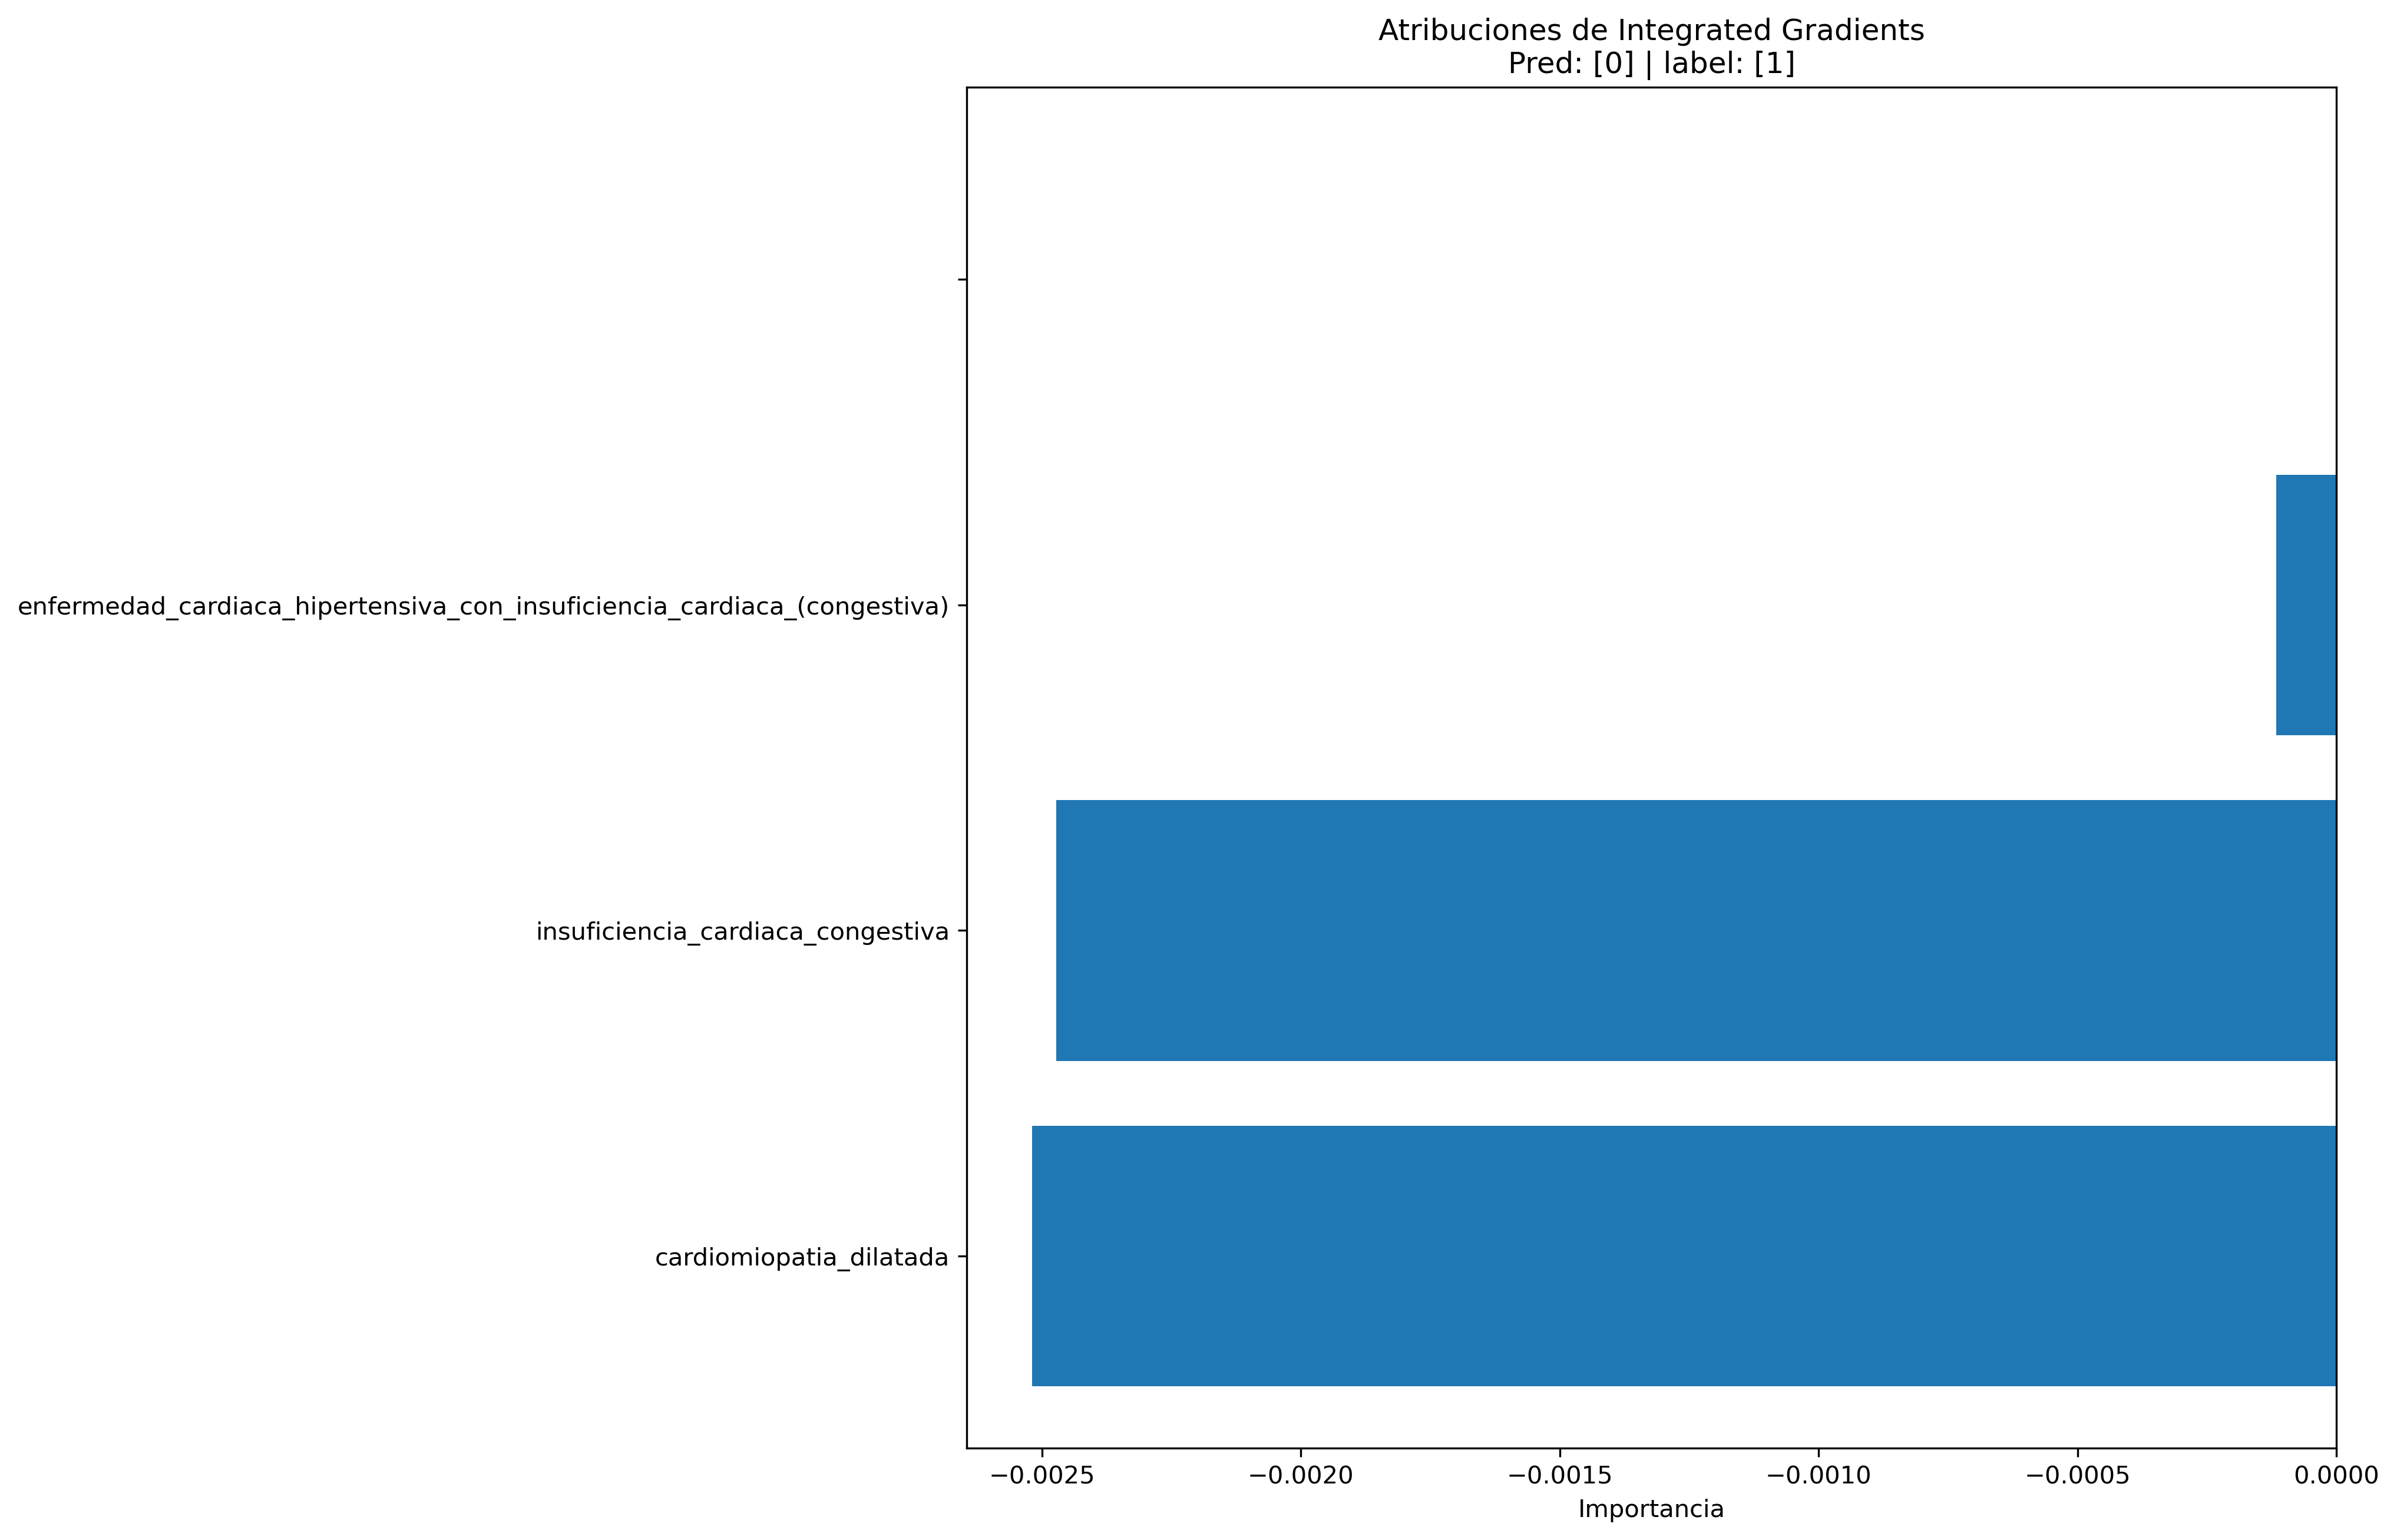 Atribuciones de Integrated Gradients
Pred: [0] | label: [1]
enfermedad_cardiaca_hipertensiva_con_insuficiencia_cardiaca_(congestiva)
insuficiencia_cardiaca_congestiva
cardiomiopatia_dilatada
−0.0025 −0.0020 −0.0015 −0.0010 −0.0005 0.0000
Importancia